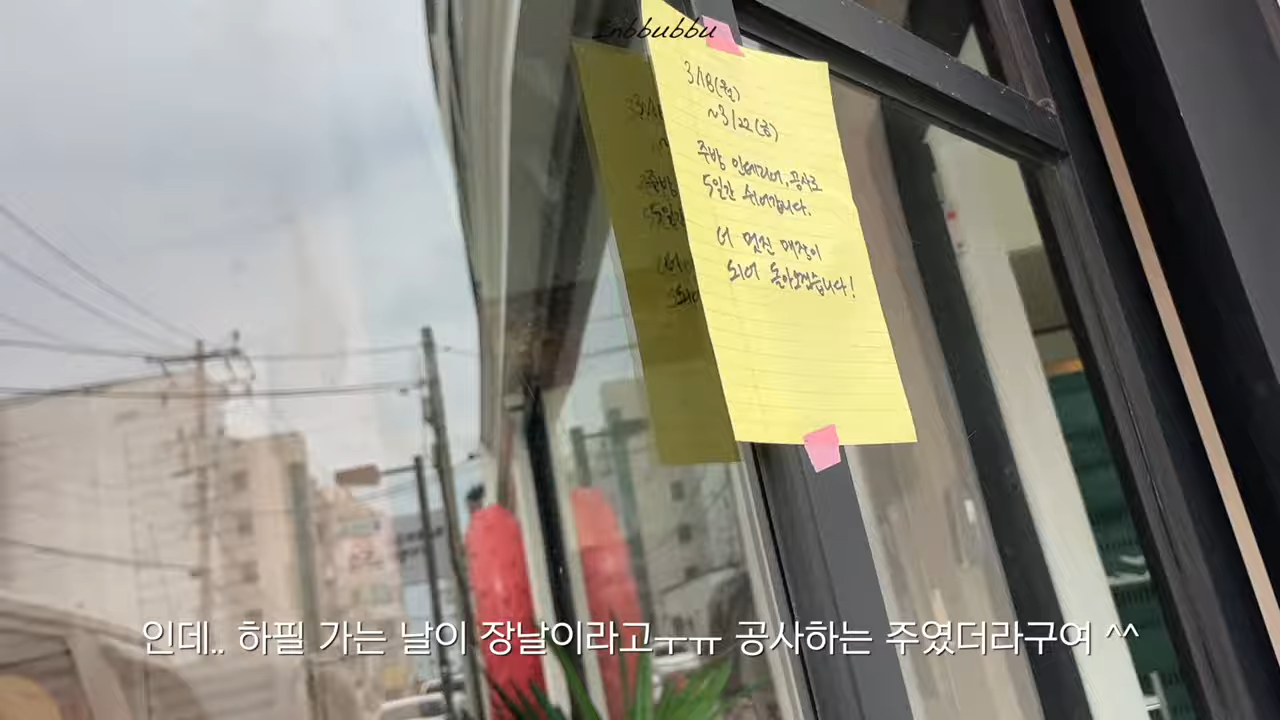 Inbbubbu
3/18(월)
~3/22(금)
주방 인테리어, 공사로
5일간 쉬어갑니다.
더 멋진 매장이
되어 돌아오겠습니다!
인데.. 하필 가는 날이 장날이라고ㅜㅠ 공사하는 주였더라구여 ^^